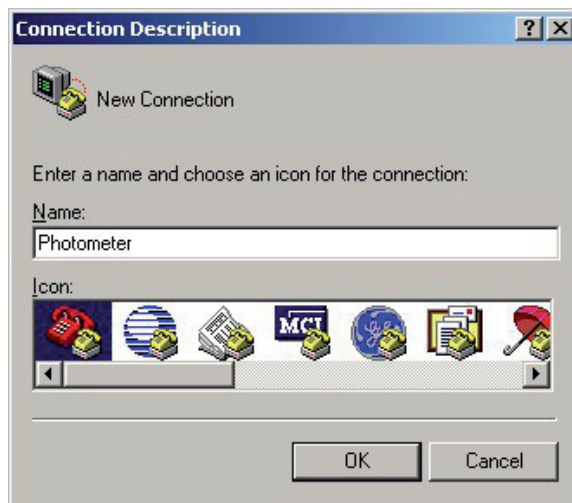 Connection Description
New Connection
Enter a name and choose an icon for the connection:
Name:
Photometer
Icon:
MCI
OK Cancel